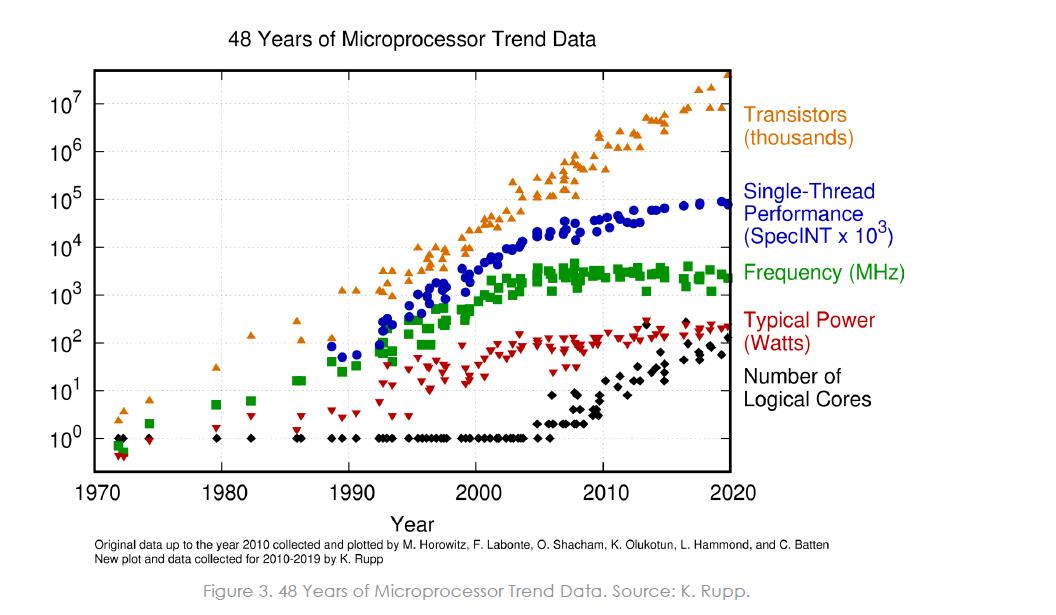 48 Years of Microprocessor Trend Data
10^7
10^6
10^5
10^4
10^3
10^2
10^1
10^0
Transistors
(thousands)
Single-Thread
Performance
(SpecINT x 10^3)
Frequency (MHz)
Typical Power
(Watts)
Number of
Logical Cores
1970 1980 1990 2000 2010 2020
Year
Original data up to the year 2010 collected and plotted by M. Horowitz, F. Labonte, O. Shacham, K. Olukotun, L. Hammond, and C. Batten
New plot and data collected for 2010-2019 by K. Rupp
Figure 3. 48 Years of Microprocessor Trend Data. Source: K. Rupp.